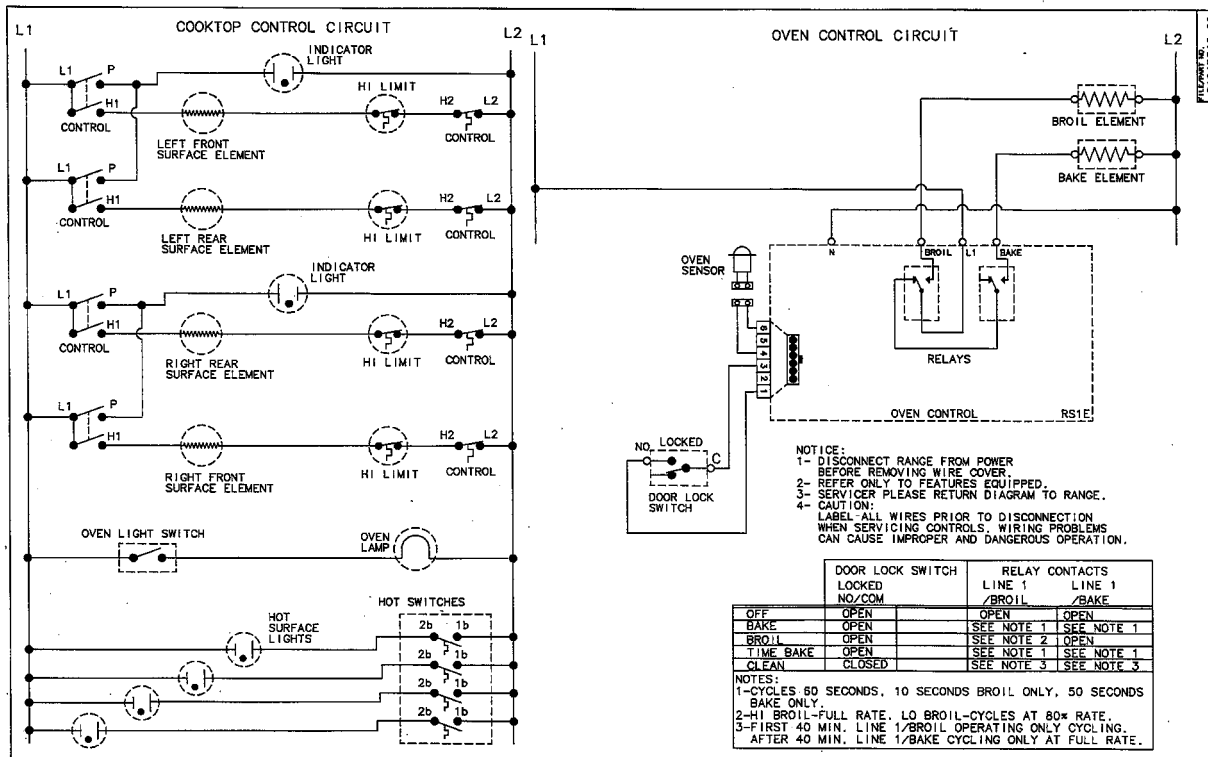 COOKTOP CONTROL CIRCUIT
L1
L2
INDICATOR
LIGHT
L1
P
H1
CONTROL
LEFT FRONT
SURFACE ELEMENT
HI LIMIT
H2
L2
CONTROL
L1
P
H1
CONTROL
LEFT REAR
SURFACE ELEMENT
HI LIMIT
H2
L2
CONTROL
INDICATOR
LIGHT
L1
P
H1
CONTROL
RIGHT REAR
SURFACE ELEMENT
HI LIMIT
H2
L2
CONTROL
L1
P
H1
RIGHT FRONT
SURFACE ELEMENT
HI LIMIT
H2
L2
CONTROL
OVEN LIGHT SWITCH
OVEN
LAMP
HOT SWITCHES
HOT
SURFACE
LIGHTS
2b 1b
2b 1b
2b 1b
2b 1b
OVEN CONTROL CIRCUIT
L1
L2
FILE/PART NO.
BROIL ELEMENT
BAKE ELEMENT
OVEN
SENSOR
N
BROIL
L1
BAKE
RELAYS
6
5
4
3
2
1
OVEN CONTROL
RS1E
NO
LOCKED
C
DOOR LOCK
SWITCH
NOTICE:
1- DISCONNECT RANGE FROM POWER
BEFORE REMOVING WIRE COVER.
2- REFER ONLY TO FEATURES EQUIPPED.
3- SERVICER PLEASE RETURN DIAGRAM TO RANGE.
4- CAUTION:
LABEL ALL WIRES PRIOR TO DISCONNECTION
WHEN SERVICING CONTROLS. WIRING PROBLEMS
CAN CAUSE IMPROPER AND DANGEROUS OPERATION.
DOOR LOCK SWITCH RELAY CONTACTS
LOCKED LINE 1 LINE 1
NO/COM /BROIL /BAKE
OFF OPEN OPEN OPEN
BAKE OPEN SEE NOTE 1 SEE NOTE 1
BROIL OPEN SEE NOTE 2 OPEN
TIME BAKE OPEN SEE NOTE 1 SEE NOTE 1
CLEAN CLOSED SEE NOTE 3 SEE NOTE 3
NOTES:
1-CYCLES 60 SECONDS, 10 SECONDS BROIL ONLY, 50 SECONDS
BAKE ONLY.
2-HI BROIL-FULL RATE. LO BROIL-CYCLES AT 80% RATE.
3-FIRST 40 MIN. LINE 1/BROIL OPERATING ONLY CYCLING.
AFTER 40 MIN. LINE 1/BAKE CYCLING ONLY AT FULL RATE.